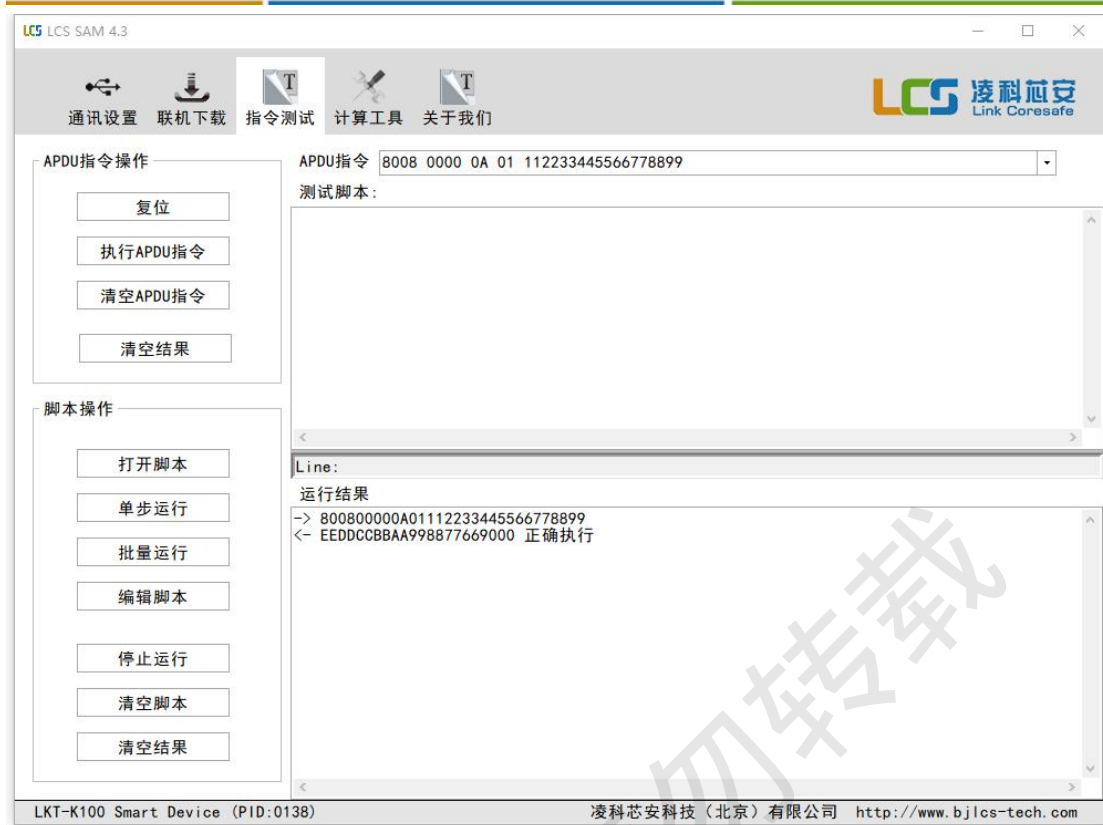 LCS LCS SAM 4.3
通讯设置 联机下载 指令测试 计算工具 关于我们
LCS 凌科芯安
Link Coresafe
APDU指令操作
复位
执行APDU指令
清空APDU指令
清空结果
脚本操作
打开脚本
单步运行
批量运行
编辑脚本
停止运行
清空脚本
清空结果
APDU指令 8008 0000 0A 01 112233445566778899
测试脚本:
Line:
运行结果
-> 800800000A01112233445566778899
<- EEDDCCBBAA998877669000 正确执行
勿转载
LKT-K100 Smart Device (PID:0138) 凌科芯安科技（北京）有限公司 http://www.bjlcs-tech.com